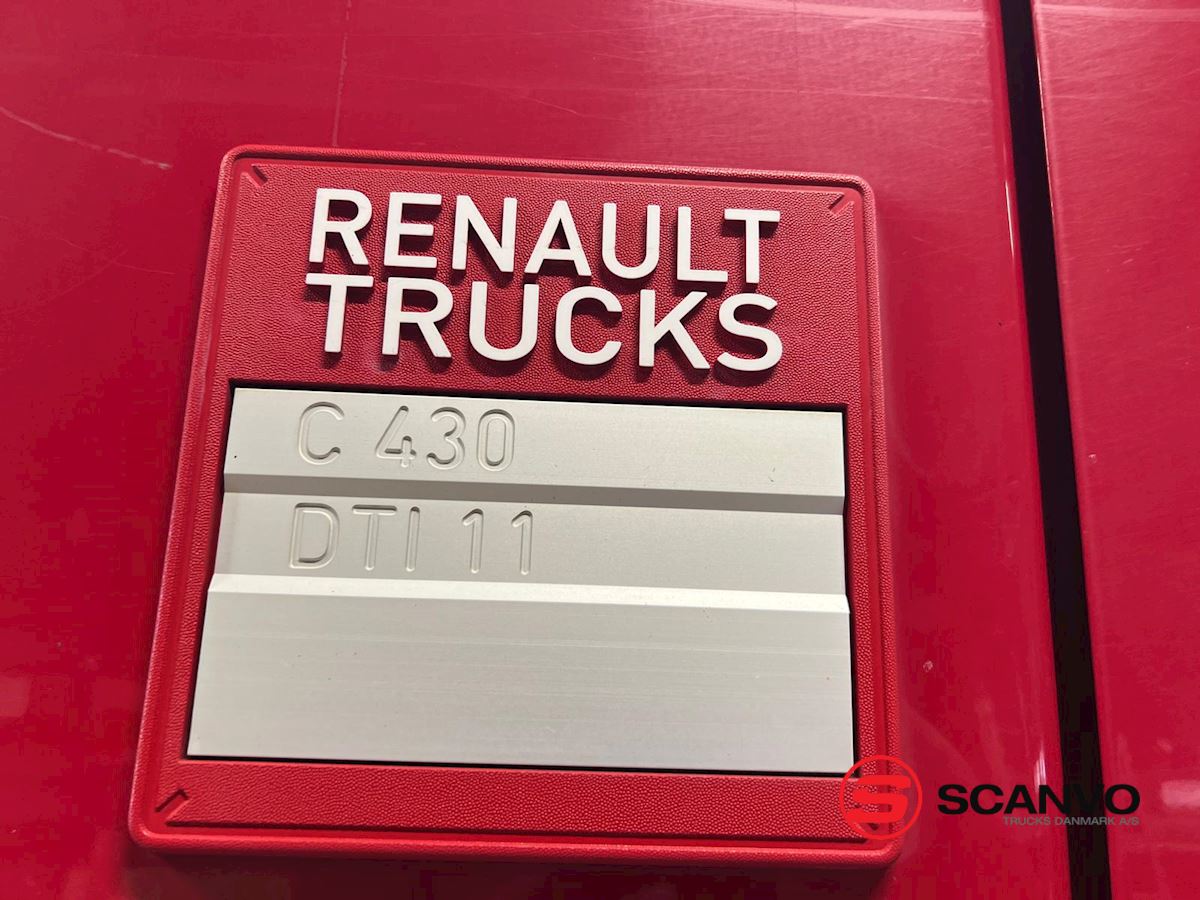 RENAULT
TRUCKS
C 430
DTI 11
SCANVO
TRUCKS DANMARK A/S